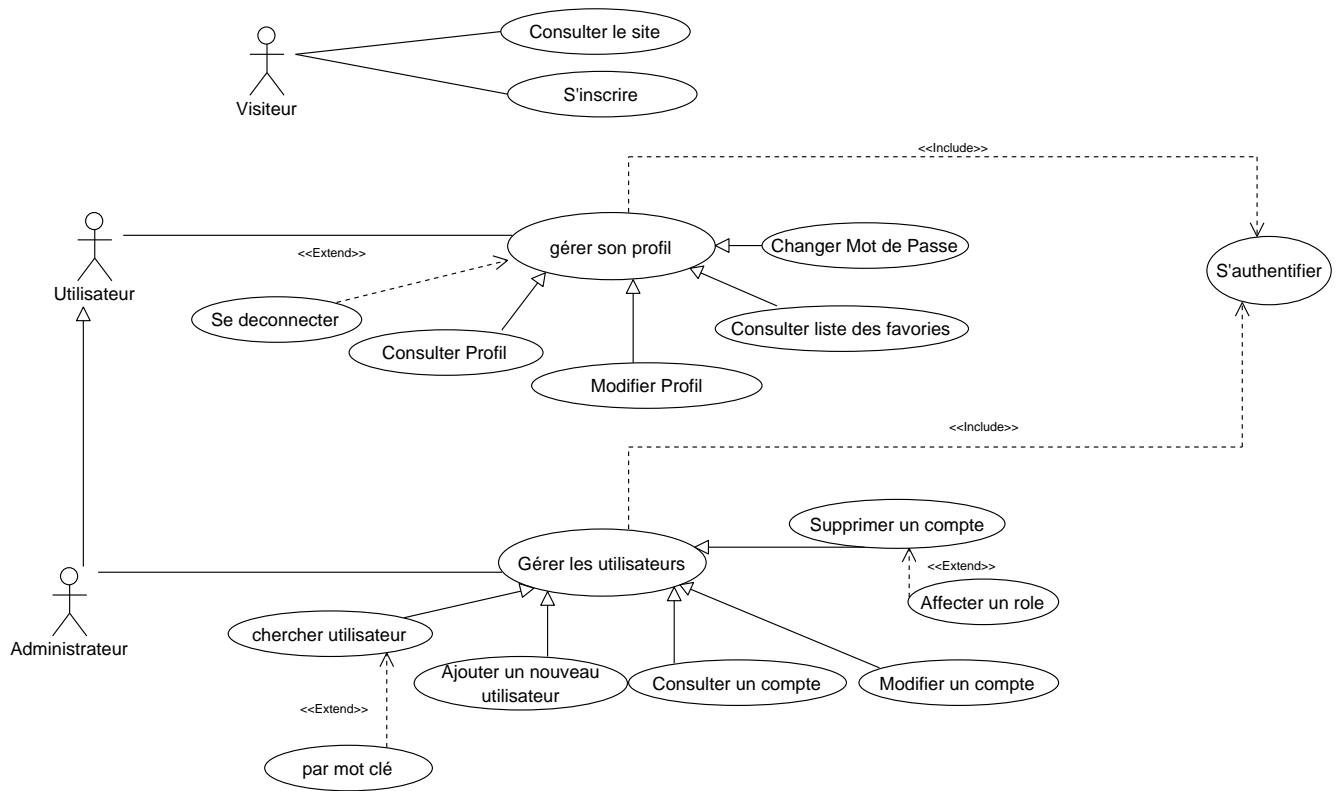 Consulter le site
S'inscrire
Visiteur
<<Include>>
gérer son profil
Changer Mot de Passe
<<Extend>>
S'authentifier
Utilisateur
Se deconnecter
Consulter liste des favories
Consulter Profil
Modifier Profil
<<Include>>
Supprimer un compte
Gérer les utilisateurs
<<Extend>>
Affecter un role
chercher utilisateur
Administrateur
Ajouter un nouveau
utilisateur
Consulter un compte
Modifier un compte
<<Extend>>
par mot clé